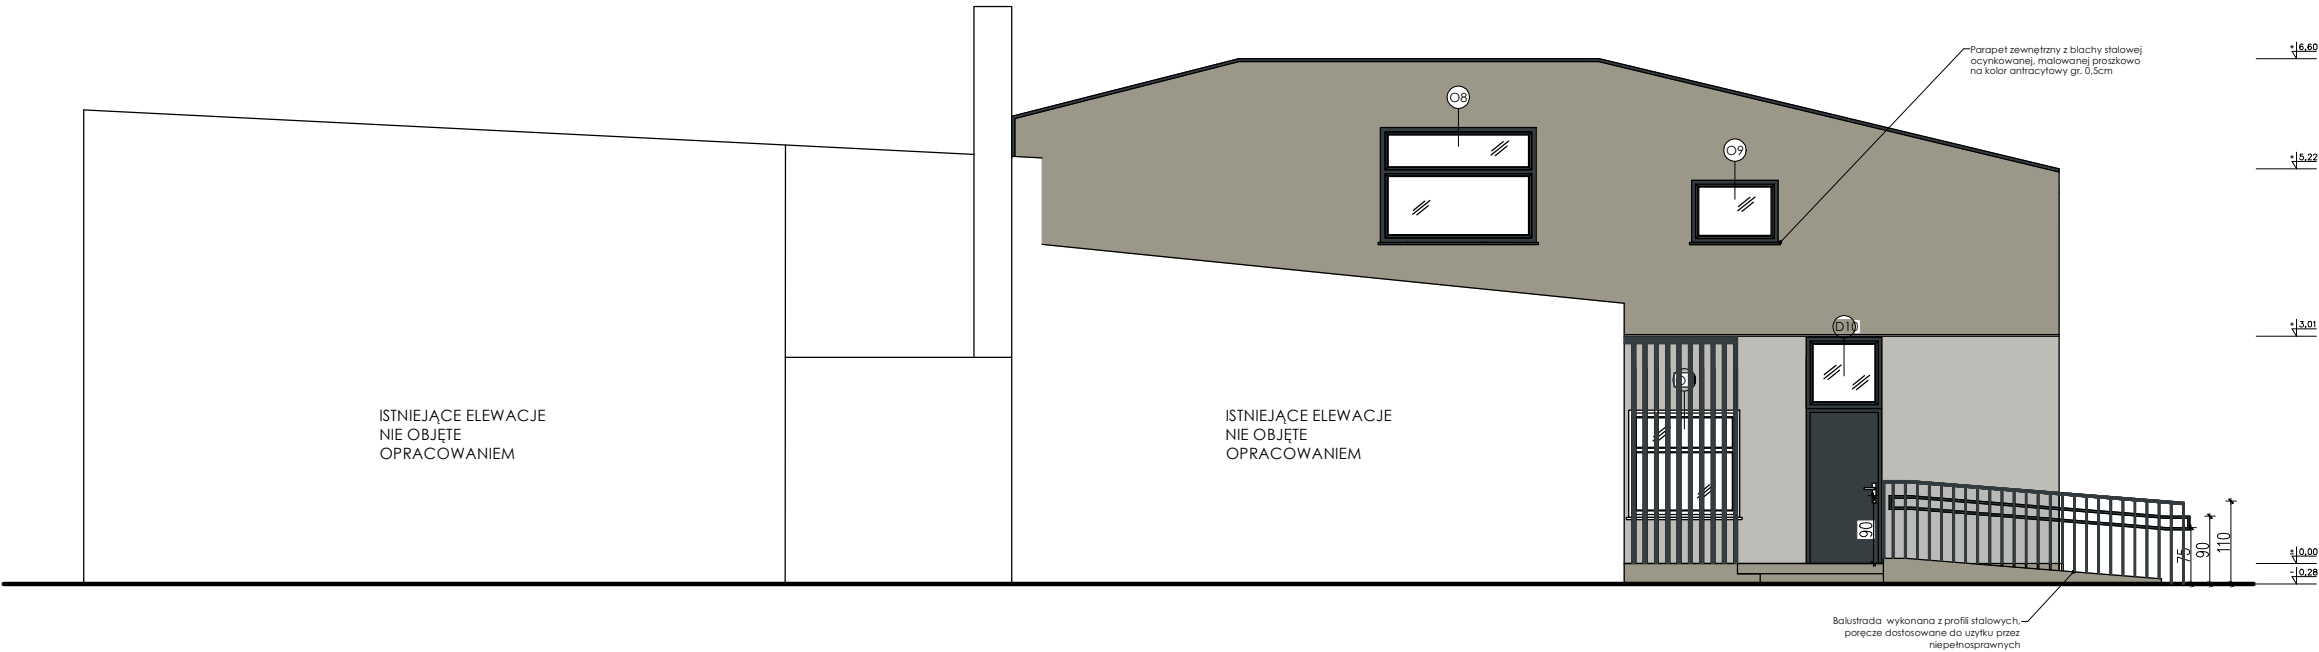 Parapet zewnętrzny z blachy stalowej
ocynkowanej, malowanej proszkowo
na kolor antracytowy gr. 0,5cm
+6,60
O8
O9
+5,22
D10
+3,01
ISTNIEJĄCE ELEWACJE
NIE OBJĘTE
OPRACOWANIEM
ISTNIEJĄCE ELEWACJE
NIE OBJĘTE
OPRACOWANIEM
90
75
90
110
±0,00
-0,28
Balustrada wykonana z profili stalowych,
poręcze dostosowane do uzytku przez
niepełnosprawnych